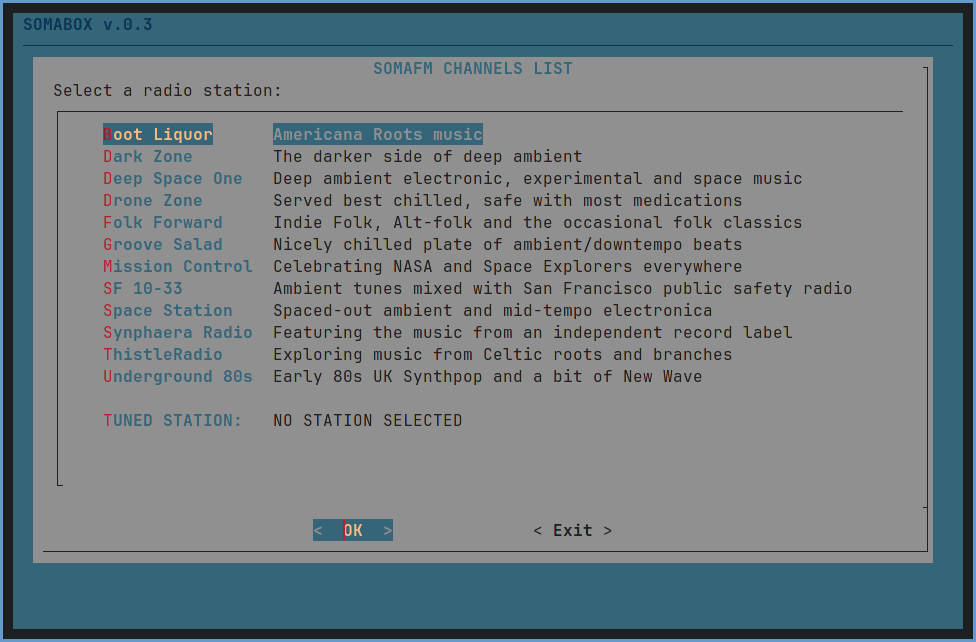 SOMABOX v.0.3
SOMAFM CHANNELS LIST
Select a radio station:
Boot Liquor Americana Roots music
Dark Zone The darker side of deep ambient
Deep Space One Deep ambient electronic, experimental and space music
Drone Zone Served best chilled, safe with most medications
Folk Forward Indie Folk, Alt-folk and the occasional folk classics
Groove Salad Nicely chilled plate of ambient/downtempo beats
Mission Control Celebrating NASA and Space Explorers everywhere
SF 10-33 Ambient tunes mixed with San Francisco public safety radio
Space Station Spaced-out ambient and mid-tempo electronica
Synphaera Radio Featuring the music from an independent record label
ThistleRadio Exploring music from Celtic roots and branches
Underground 80s Early 80s UK Synthpop and a bit of New Wave
TUNED STATION: NO STATION SELECTED
< OK > < Exit >